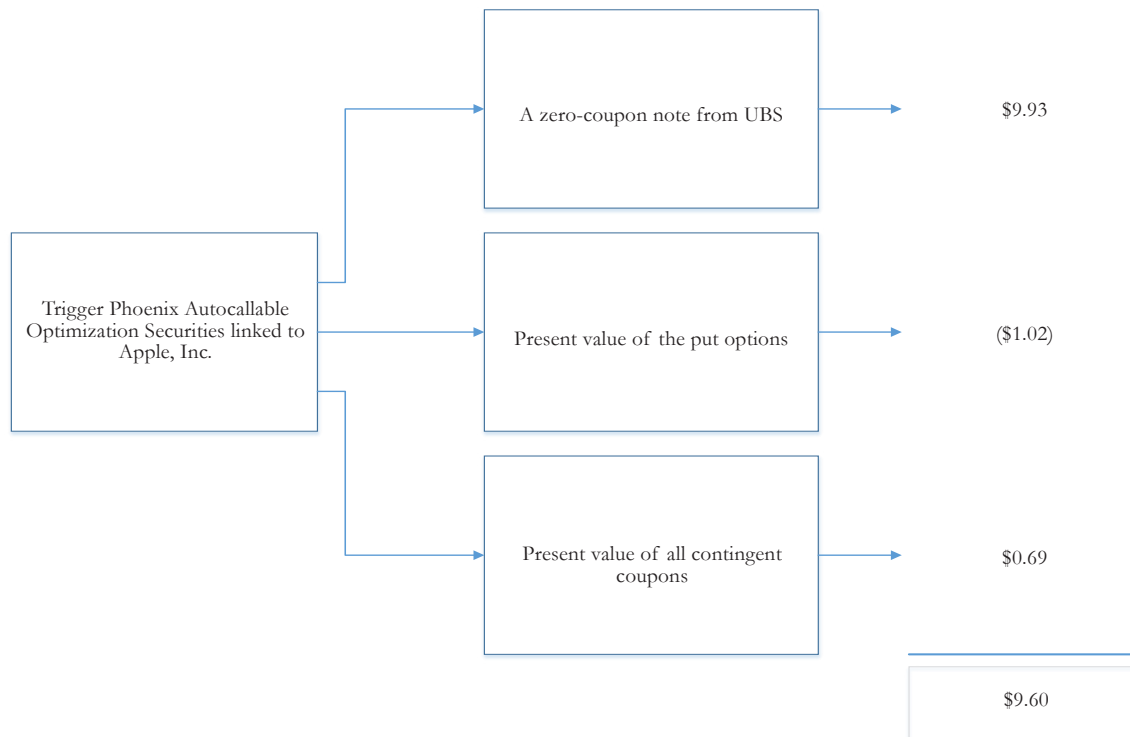 A zero-coupon note from UBS
$9.93
Trigger Phoenix Autocallable
Optimization Securities linked to
Apple, Inc.
Present value of the put options
($1.02)
Present value of all contingent
coupons
$0.69
$9.60